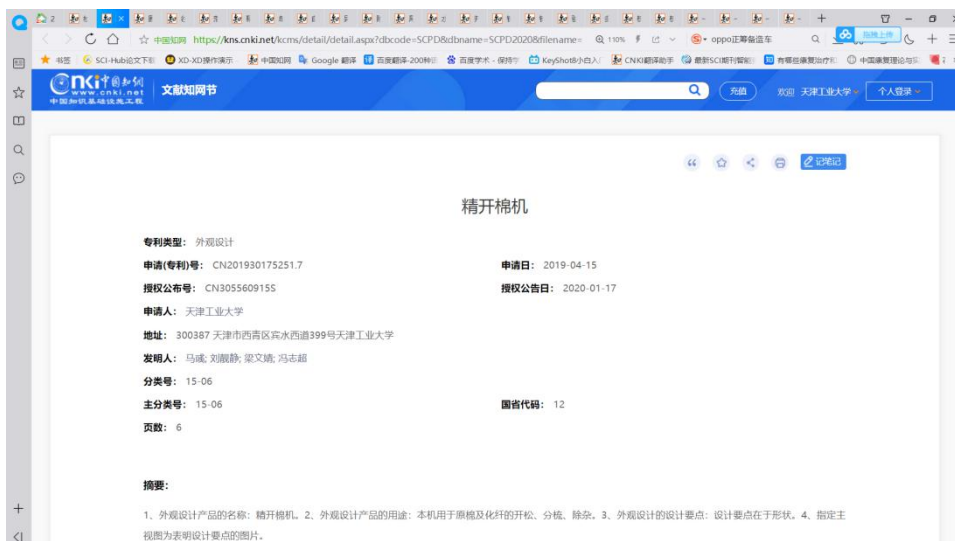 中国知网 https://kns.cnki.net/kcms/detail/detail.aspx?dbcode=SCPD&dbname=SCPD2020&filename= 110% oppo正筹备造车
书签 SCI-Hub论文下载 XD-XD操作演示 中国知网 Google 翻译 百度翻译-200种语 百度学术 - 保持学 KeyShot8小白入 CNKI翻译助手 最新SCI期刊智能 有哪些康复治疗和 中国康复理论与实
拖拽上传
www.cnki.net
中国知识基础设施工程
文献知网节
充值 欢迎 天津工业大学 个人登录
记笔记
精开棉机
专利类型： 外观设计
申请(专利)号： CN201930175251.7 申请日： 2019-04-15
授权公布号： CN305560915S 授权公告日： 2020-01-17
申请人： 天津工业大学
地址： 300387 天津市西青区宾水西道399号天津工业大学
刘靓静; 梁文婧; 冯志超
发明人：
分类号： 15-06
主分类号： 15-06 国省代码： 12
页数： 6
摘要：
1、外观设计产品的名称：精开棉机。2、外观设计产品的用途：本机用于原棉及化纤的开松、分梳、除杂。3、外观设计的设计要点：设计要点在于形状。4、指定主
视图为表明设计要点的图片。